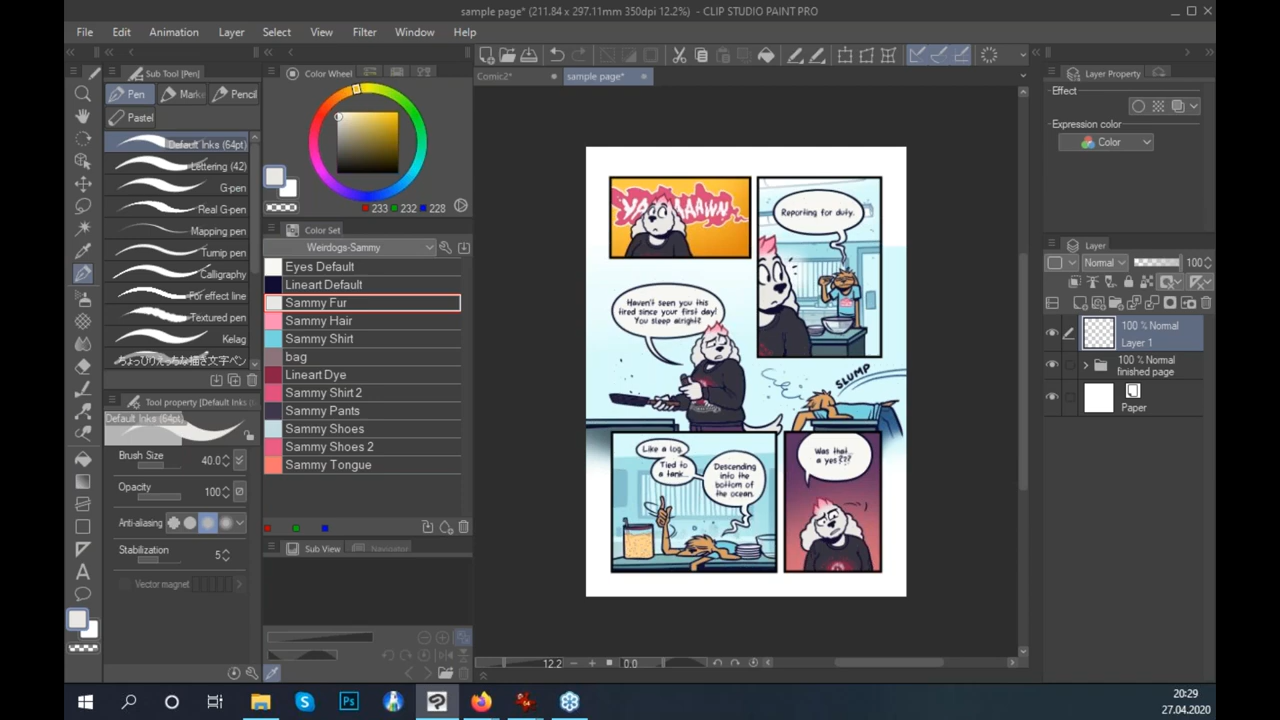 sample page* (211.84 x 297.11mm 350dpi 12.2%) - CLIP STUDIO PAINT PRO
File Edit Animation Layer Select View Filter Window Help
Sub Tool [Pen]
Pen Marke Pencil
Pastel
Default Inks (64pt)
Lettering (42)
G-pen
Real G-pen
Mapping pen
Turnip pen
Calligraphy
For effect line
Textured pen
Kelag
Tool property [Default Inks (64pt)
Default Inks (64pt)
Brush Size 40.0
Opacity 100
Anti-aliasing
Stabilization 5
Vector magnet
Color Wheel
233 232 228
Color Set
Weirdogs-Sammy
Eyes Default
Lineart Default
Sammy Fur
Sammy Hair
Sammy Shirt
bag
Lineart Dye
Sammy Shirt 2
Sammy Pants
Sammy Shoes
Sammy Shoes 2
Sammy Tongue
Sub View Navigator
Comic2* sample page*
Reporting for duty.
Haven't seen you this
tired since your first day!
You sleep alright?
SLUMP
Like a log.
Tied to
a tank...
Descending
into the
bottom of
the ocean.
Was that...
a yes???
12.2 0.0
Layer Property
Effect
Expression color
Color
Layer
Normal 100
100 % Normal
Layer 1
100 % Normal
finished page
Paper
20:29
27.04.2020